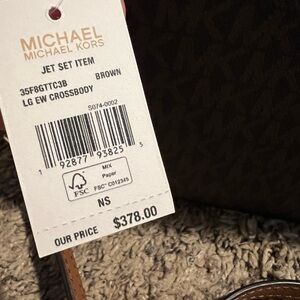 MICHAEL
MICHAEL KORS
JET SET ITEM
35F8GTTC3B BROWN
LG EW CROSSBODY
S074-0002
1 92877 93825 5
FSC
MIX
Paper
FSC® C012345
NS
OUR PRICE $378.00